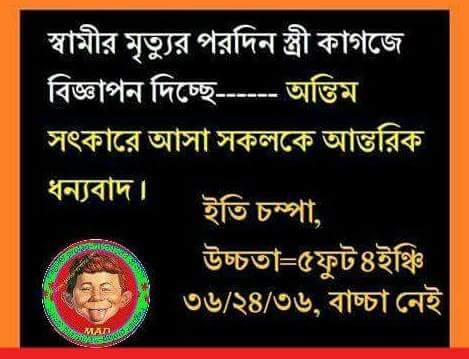 স্বামীর মৃত্যুর পরদিন স্ত্রী কাগজে
বিজ্ঞাপন দিচ্ছে------ অন্তিম
সৎকারে আসা সকলকে আন্তরিক
ধন্যবাদ।
ইতি চম্পা,
উচ্চতা=৫ফুট ৪ইঞ্চি
৩৬/২৪/৩৬, বাচ্চা নেই
MAD